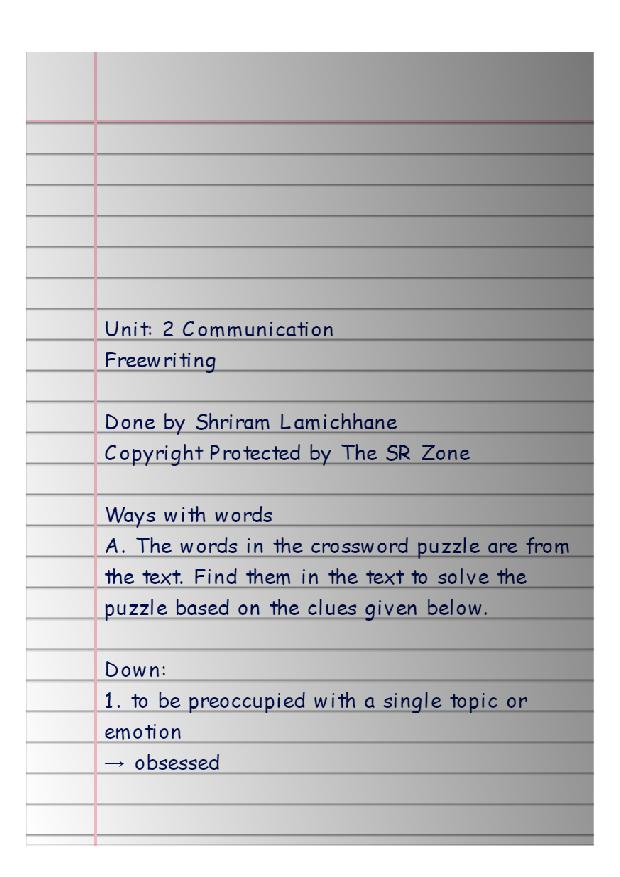 Unit: 2 Communication
Freewriting
Done by Shriram Lamichhane
Copyright Protected by The SR Zone
Ways with words
A. The words in the crossword puzzle are from
the text. Find them in the text to solve the
puzzle based on the clues given below.
Down:
1. to be preoccupied with a single topic or
emotion
→ obsessed